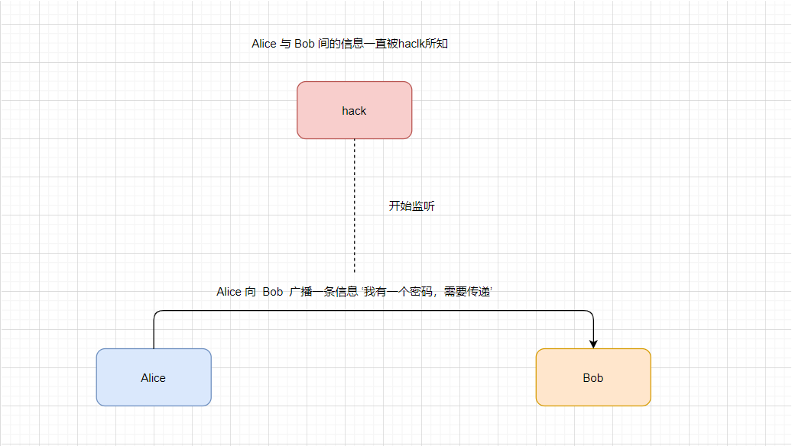 Alice 与 Bob 间的信息一直被haclk所知
hack
开始监听
Alice 向 Bob 广播一条信息 '我有一个密码，需要传递'
Alice
Bob